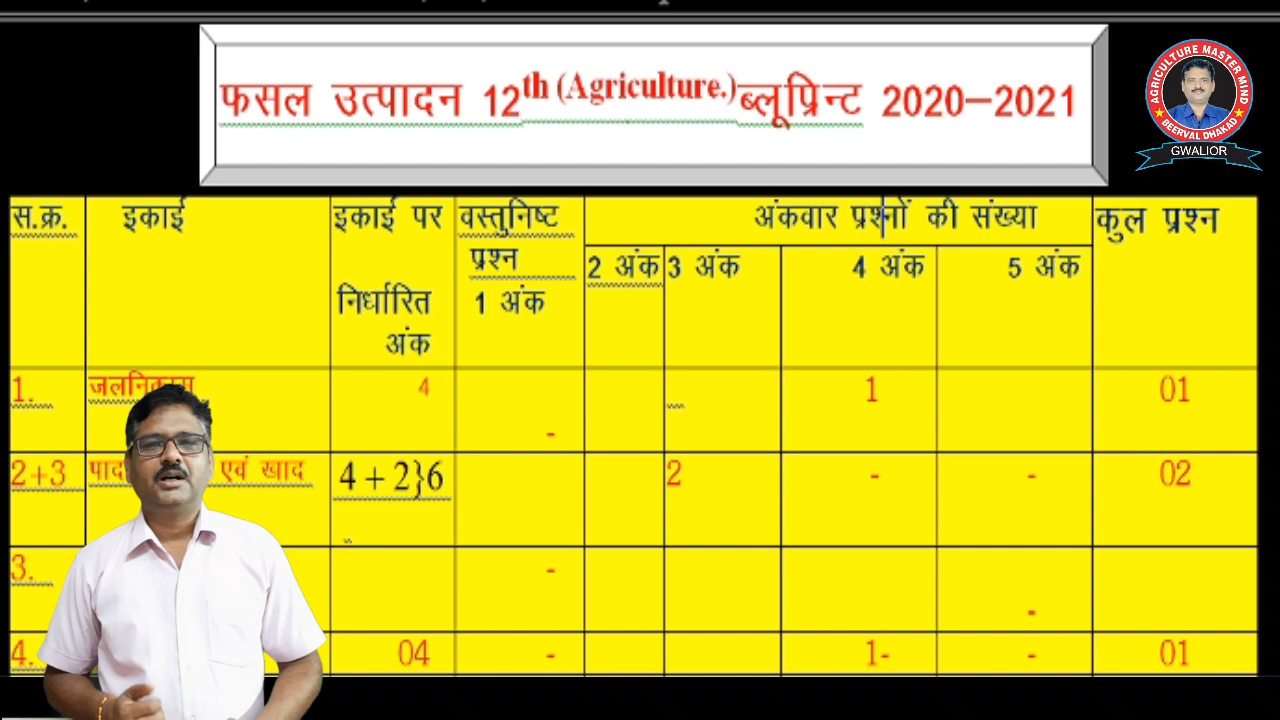 फसल उत्पादन 12th (Agriculture.) ब्लूप्रिन्ट 2020–2021
AGRICULTURE MASTER MIND
BEERVAL DHAKAD
GWALIOR
स.क्र. इकाई इकाई पर वस्तुनिष्ट अंकवार प्रश्नों की संख्या कुल प्रश्न
प्रश्न 2 अंक 3 अंक 4 अंक 5 अंक
निर्धारित 1 अंक
अंक
1. जलनिकास 4 1 01
-
2+3 एवं खाद 4+2}6 2 - - 02
3. -
-
4. 04 - 1- - 01